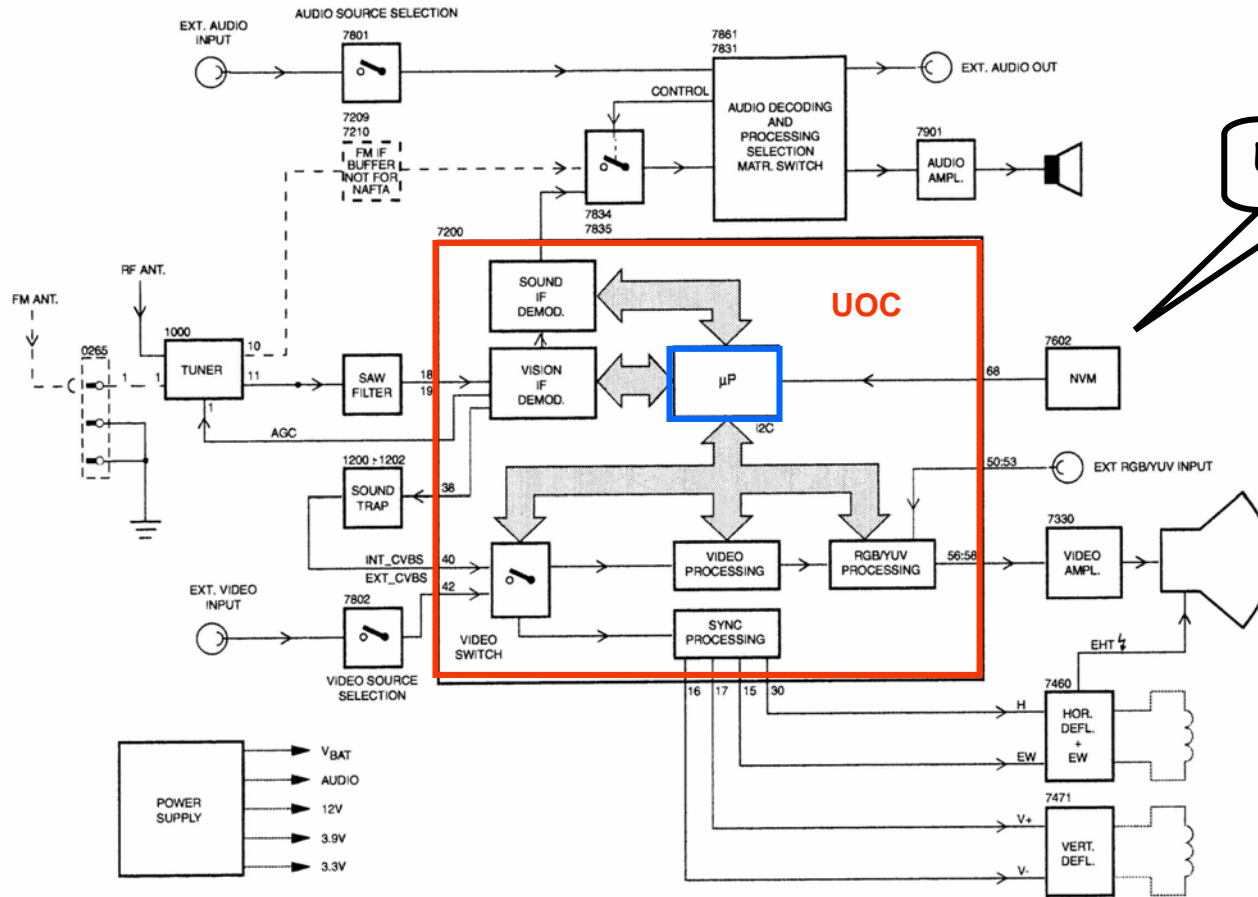 AUDIO SOURCE SELECTION
EXT. AUDIO
INPUT
7801
7861
7831
EXT. AUDIO OUT
CONTROL
AUDIO DECODING
AND
PROCESSING
SELECTION
MATR. SWITCH
7209
7210
FM IF
BUFFER
NOT FOR
NAFTA
7834
7835
7901
AUDIO
AMPL.
7200
UOC
SOUND
IF
DEMOD.
RF ANT.
FM ANT.
0265
1
1
1000
TUNER
10
11
1
SAW
FILTER
18
19
VISION
IF
DEMOD.
µP
I2C
68
7602
NVM
AGC
1200 1202
SOUND
TRAP
38
50:53
EXT RGB/YUV INPUT
INT_CVBS
40
EXT_CVBS
42
VIDEO
PROCESSING
RGB/YUV
PROCESSING
56:58
7330
VIDEO
AMPL.
EXT. VIDEO
INPUT
7802
VIDEO SOURCE
SELECTION
VIDEO
SWITCH
SYNC
PROCESSING
EHT
16
17
15
30
7460
H
EW
HOR.
DEFL.
+
EW
7471
V+
V-
VERT.
DEFL.
POWER
SUPPLY
VBAT
AUDIO
12V
3.9V
3.3V